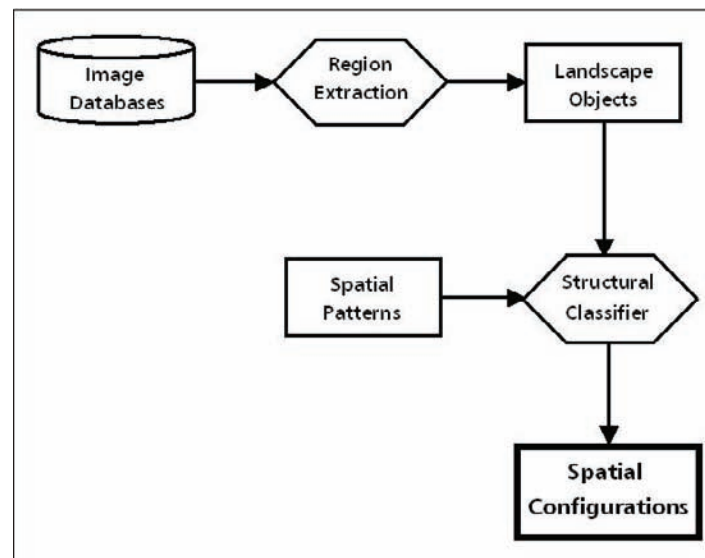 Image
Databases
Region
Extraction
Landscape
Objects
Spatial
Patterns
Structural
Classifier
Spatial
Configurations